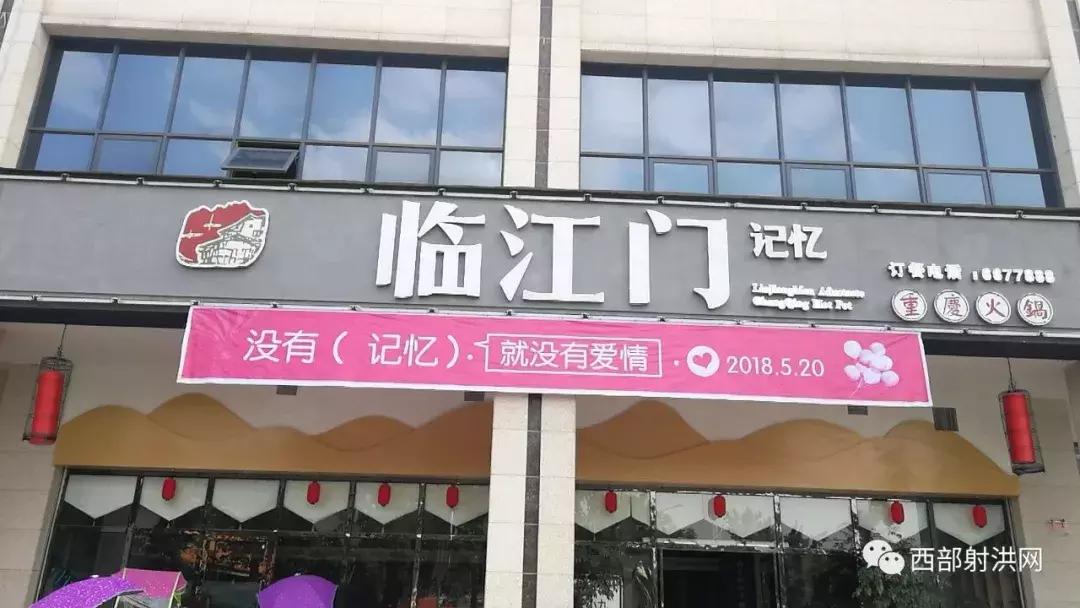 临江门
记忆
订餐电话:6677888
重慶火鍋
没有(记忆)·就没有爱情·2018.5.20
西部射洪网